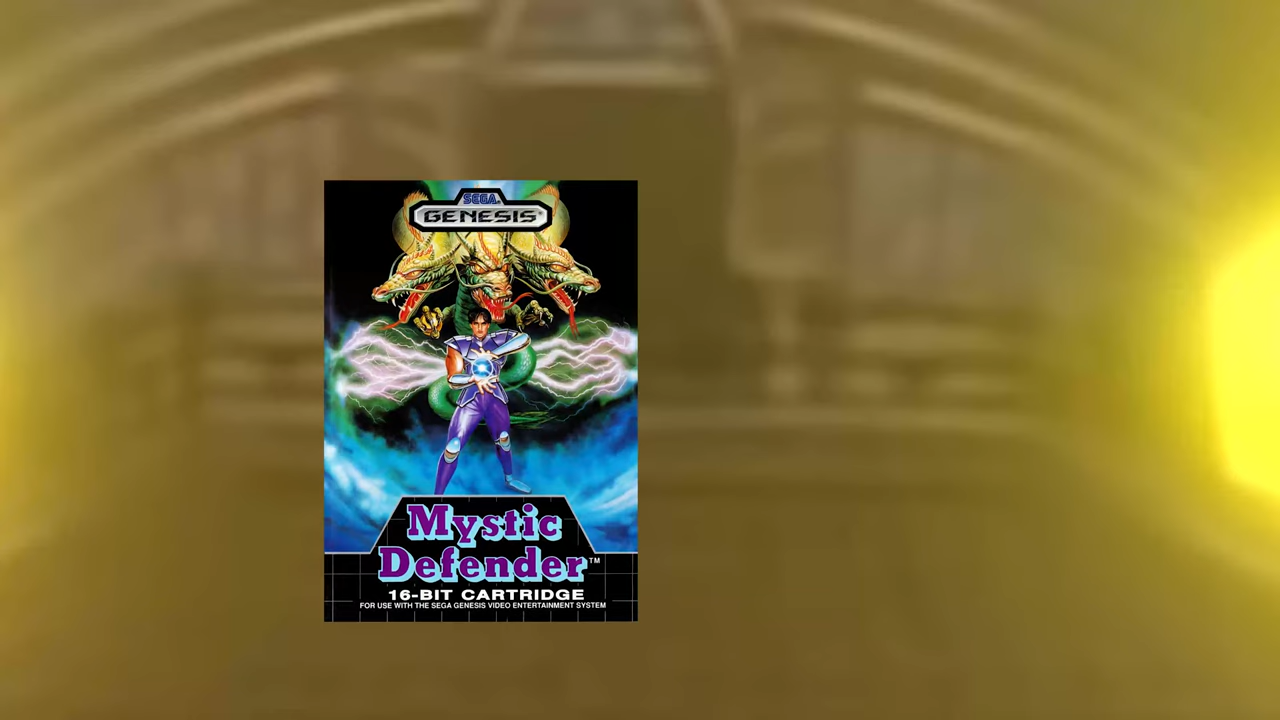 SEGA
GENESIS
Mystic
Defender™
16-BIT CARTRIDGE
FOR USE WITH THE SEGA GENESIS VIDEO ENTERTAINMENT SYSTEM